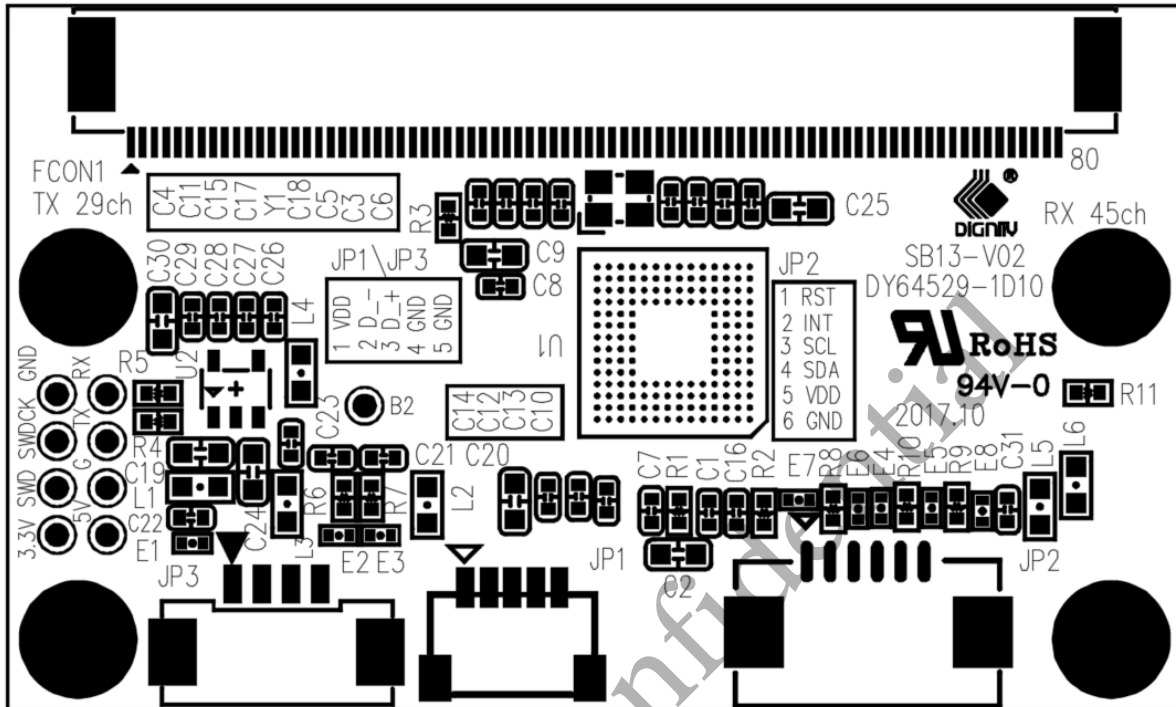 80
FCON1
TX 29ch
C4
C11
C15
C17
Y1
C18
C5
C3
C6
R3
C25
DIGNITY
®
RX 45ch
SB13-V02
DY64529-1D10
C30
C29
C28
C27
C26
L4
JP1\JP3
1 VDD
2 D_-
3 D_+
4 GND
5 GND
C9
C8
U1
JP2
1 RST
2 INT
3 SCL
4 SDA
5 VDD
6 GND
RU
RoHS
94V-0
2017.10
R11
GND
RX
R5
U2
SWDCK
TX
R4
B2
C14
C12
C13
C10
SWD
G
C19
L1
3.3V
5V
C22
E1
C24
C23
L3
R6
R7
E2
E3
C21
C20
L2
C7
R1
C1
C16
R2
E7
R8
E6
E4
R10
E5
R9
E8
C31
L5
L6
JP3
JP1
C2
JP2
Confidential